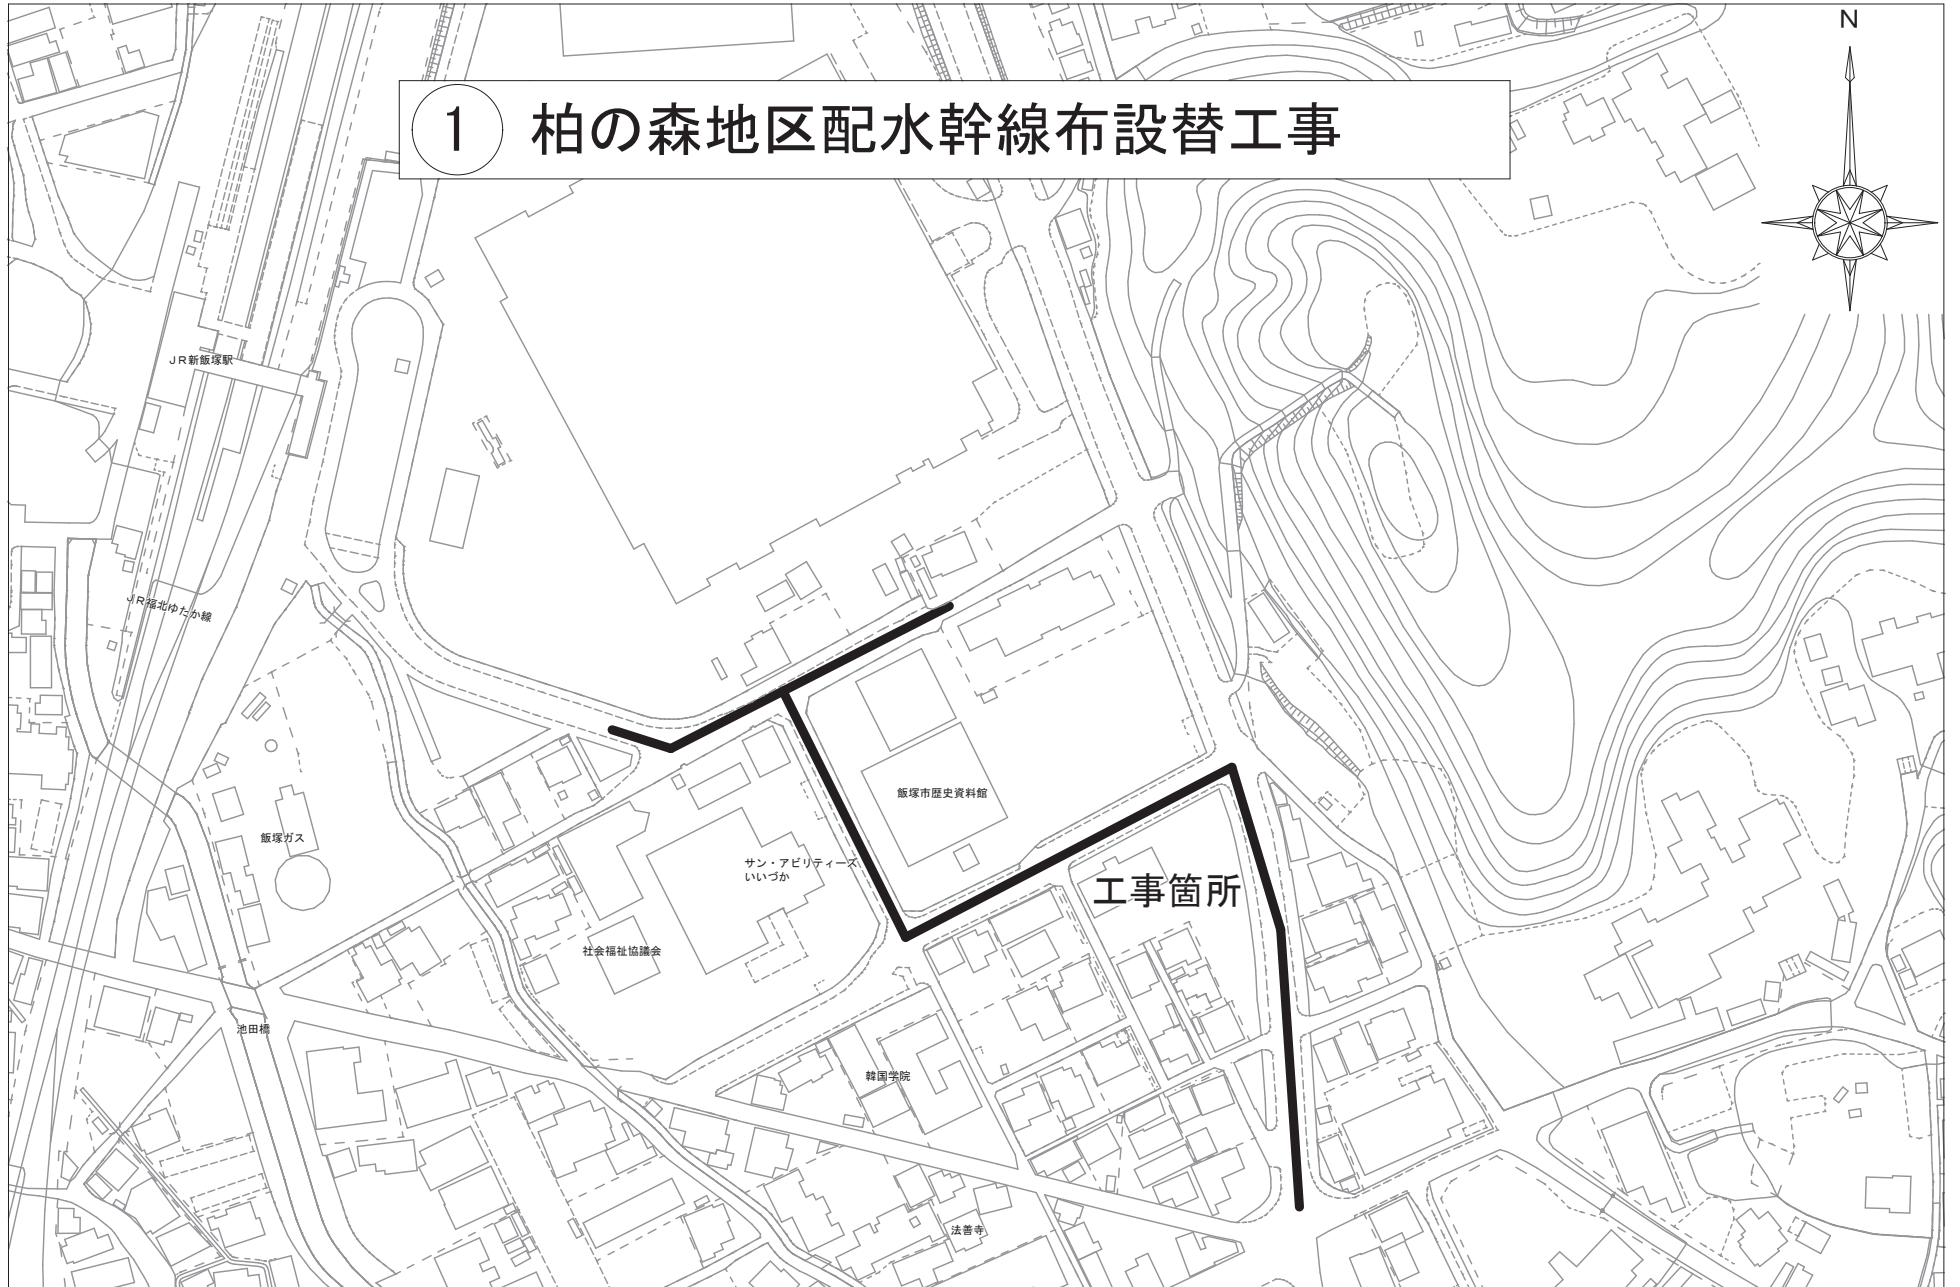 N
1 柏の森地区配水幹線布設替工事
JR新飯塚駅
JR福北ゆたか線
飯塚市歴史資料館
飯塚ガス
サン・アビリティーズ
いいづか
工事箇所
社会福祉協議会
池田橋
韓国学院
法善寺